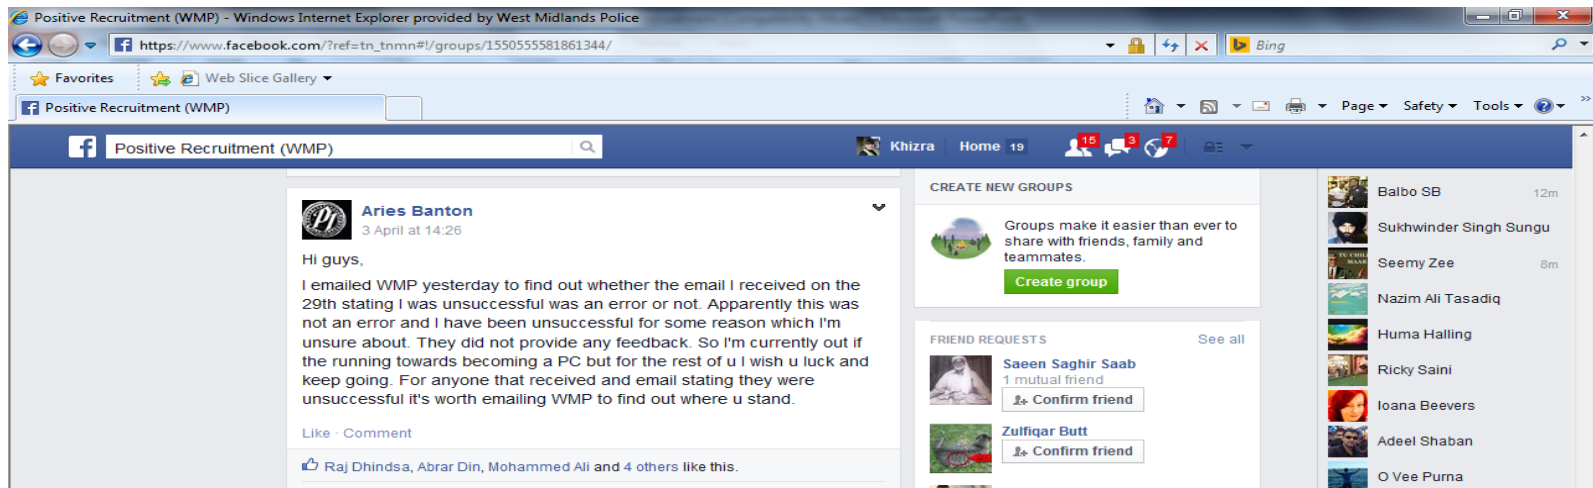 Positive Recruitment (WMP) - Windows Internet Explorer provided by West Midlands Police
https://www.facebook.com/?ref=tn_tnmn#!/groups/1550555581861344/
Bing
Favorites
Web Slice Gallery
Positive Recruitment (WMP)
Page
Safety
Tools
Positive Recruitment (WMP)
Khizra
Home 19
15
3
7
Aries Banton
3 April at 14:26
Hi guys,
I emailed WMP yesterday to find out whether the email I received on the
29th stating I was unsuccessful was an error or not. Apparently this was
not an error and I have been unsuccessful for some reason which I'm
unsure about. They did not provide any feedback. So I'm currently out if
the running towards becoming a PC but for the rest of u I wish u luck and
keep going. For anyone that received and email stating they were
unsuccessful it's worth emailing WMP to find out where u stand.
Like · Comment
Raj Dhindsa, Abrar Din, Mohammed Ali and 4 others like this.
CREATE NEW GROUPS
Groups make it easier than ever to
share with friends, family and
teammates.
Create group
FRIEND REQUESTS
See all
Saeen Saghir Saab
1 mutual friend
Confirm friend
Zulfiqar Butt
Confirm friend
Balbo SB 12m
Sukhwinder Singh Sungu
Seemy Zee 8m
Nazim Ali Tasadiq
Huma Halling
Ricky Saini
Ioana Beevers
Adeel Shaban
O Vee Purna